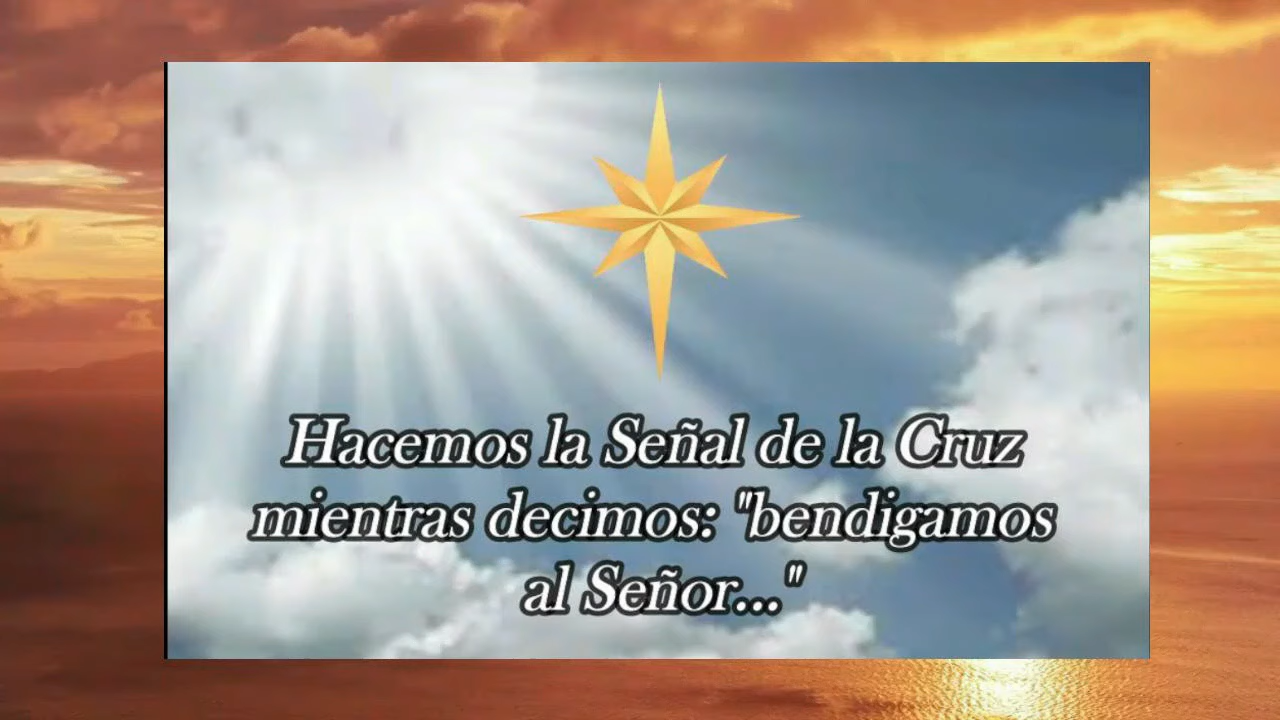 Hacemos la Señal de la Cruz
mientras decimos: "bendigamos
al Señor..."